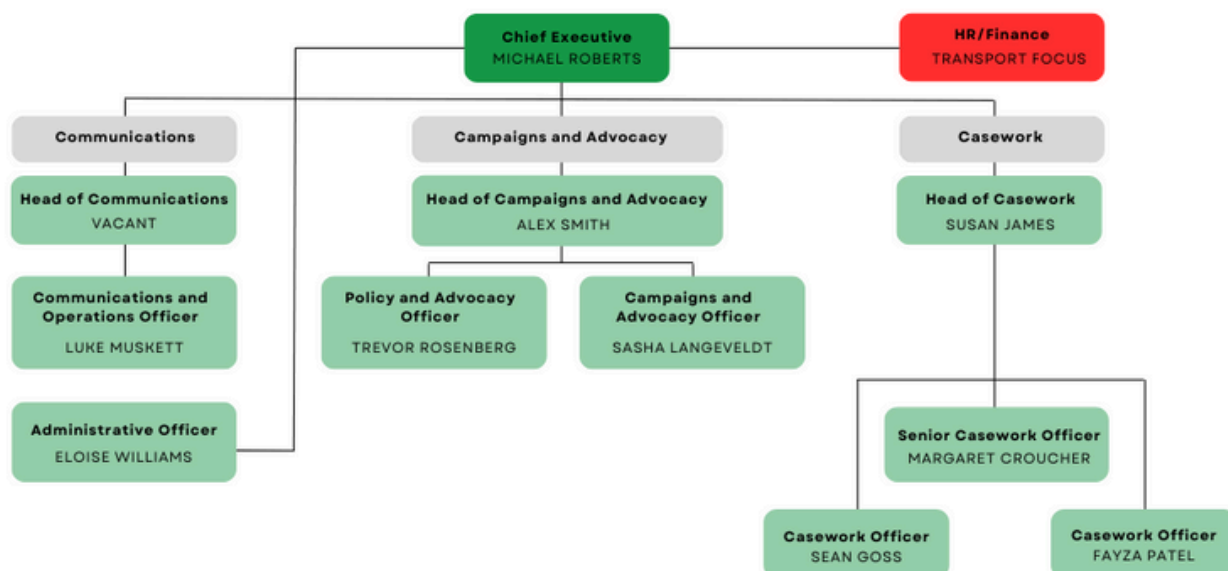 Chief Executive
MICHAEL ROBERTS
HR/Finance
TRANSPORT FOCUS
Communications
Campaigns and Advocacy
Casework
Head of Communications
VACANT
Head of Campaigns and Advocacy
ALEX SMITH
Head of Casework
SUSAN JAMES
Communications and
Operations Officer
LUKE MUSKETT
Policy and Advocacy
Officer
TREVOR ROSENBERG
Campaigns and
Advocacy Officer
SASHA LANGEVELDT
Administrative Officer
ELOISE WILLIAMS
Senior Casework Officer
MARGARET CROUCHER
Casework Officer
SEAN GOSS
Casework Officer
FAYZA PATEL